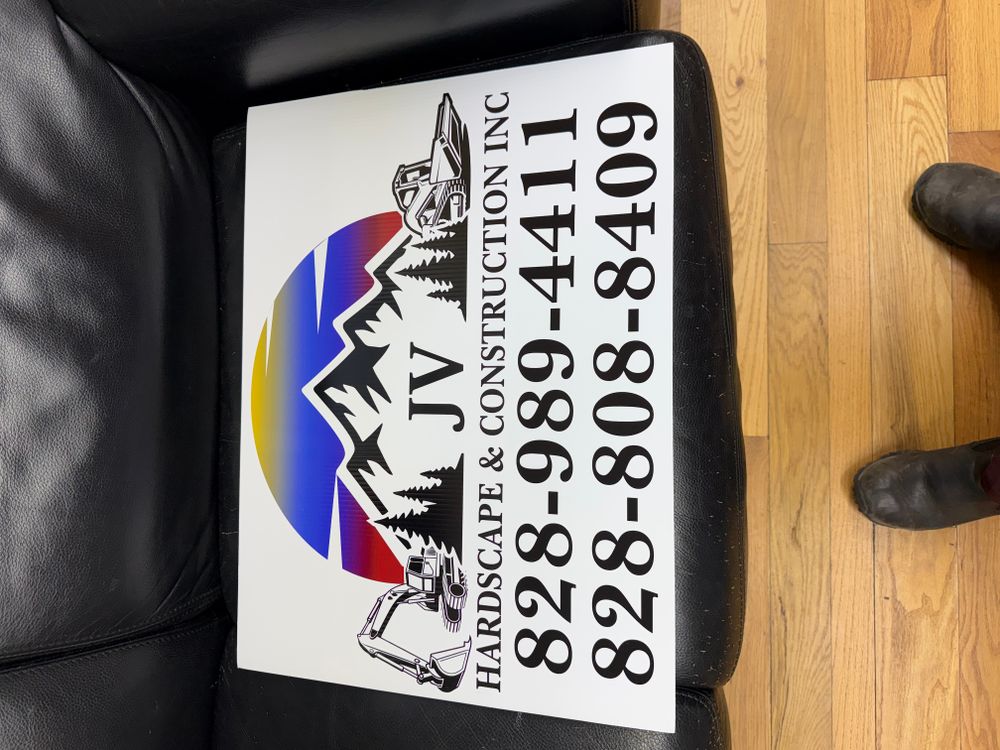 JV
HARDSCAPE & CONSTRUCTION INC
828-989-4411
828-808-8409